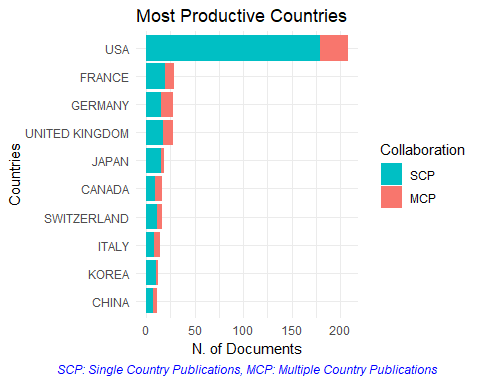 Most Productive Countries
USA
FRANCE
GERMANY
UNITED KINGDOM
JAPAN
CANADA
SWITZERLAND
ITALY
KOREA
CHINA
Countries
0 50 100 150 200
N. of Documents
Collaboration
SCP
MCP
SCP: Single Country Publications, MCP: Multiple Country Publications